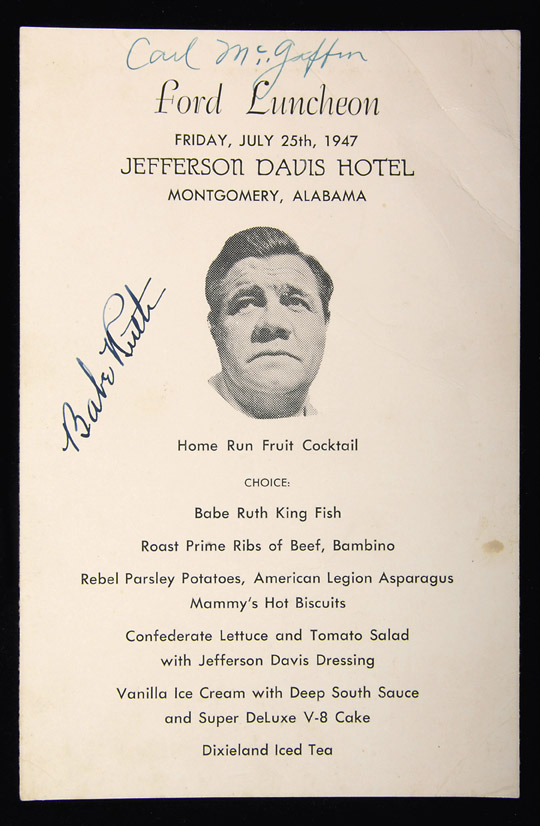 Carl McGaffin
Ford Luncheon
FRIDAY, JULY 25th, 1947
JEFFERSON DAVIS HOTEL
MONTGOMERY, ALABAMA
Babe Ruth
Home Run Fruit Cocktail
CHOICE:
Babe Ruth King Fish
Roast Prime Ribs of Beef, Bambino
Rebel Parsley Potatoes, American Legion Asparagus
Mammy's Hot Biscuits
Confederate Lettuce and Tomato Salad
with Jefferson Davis Dressing
Vanilla Ice Cream with Deep South Sauce
and Super DeLuxe V-8 Cake
Dixieland Iced Tea